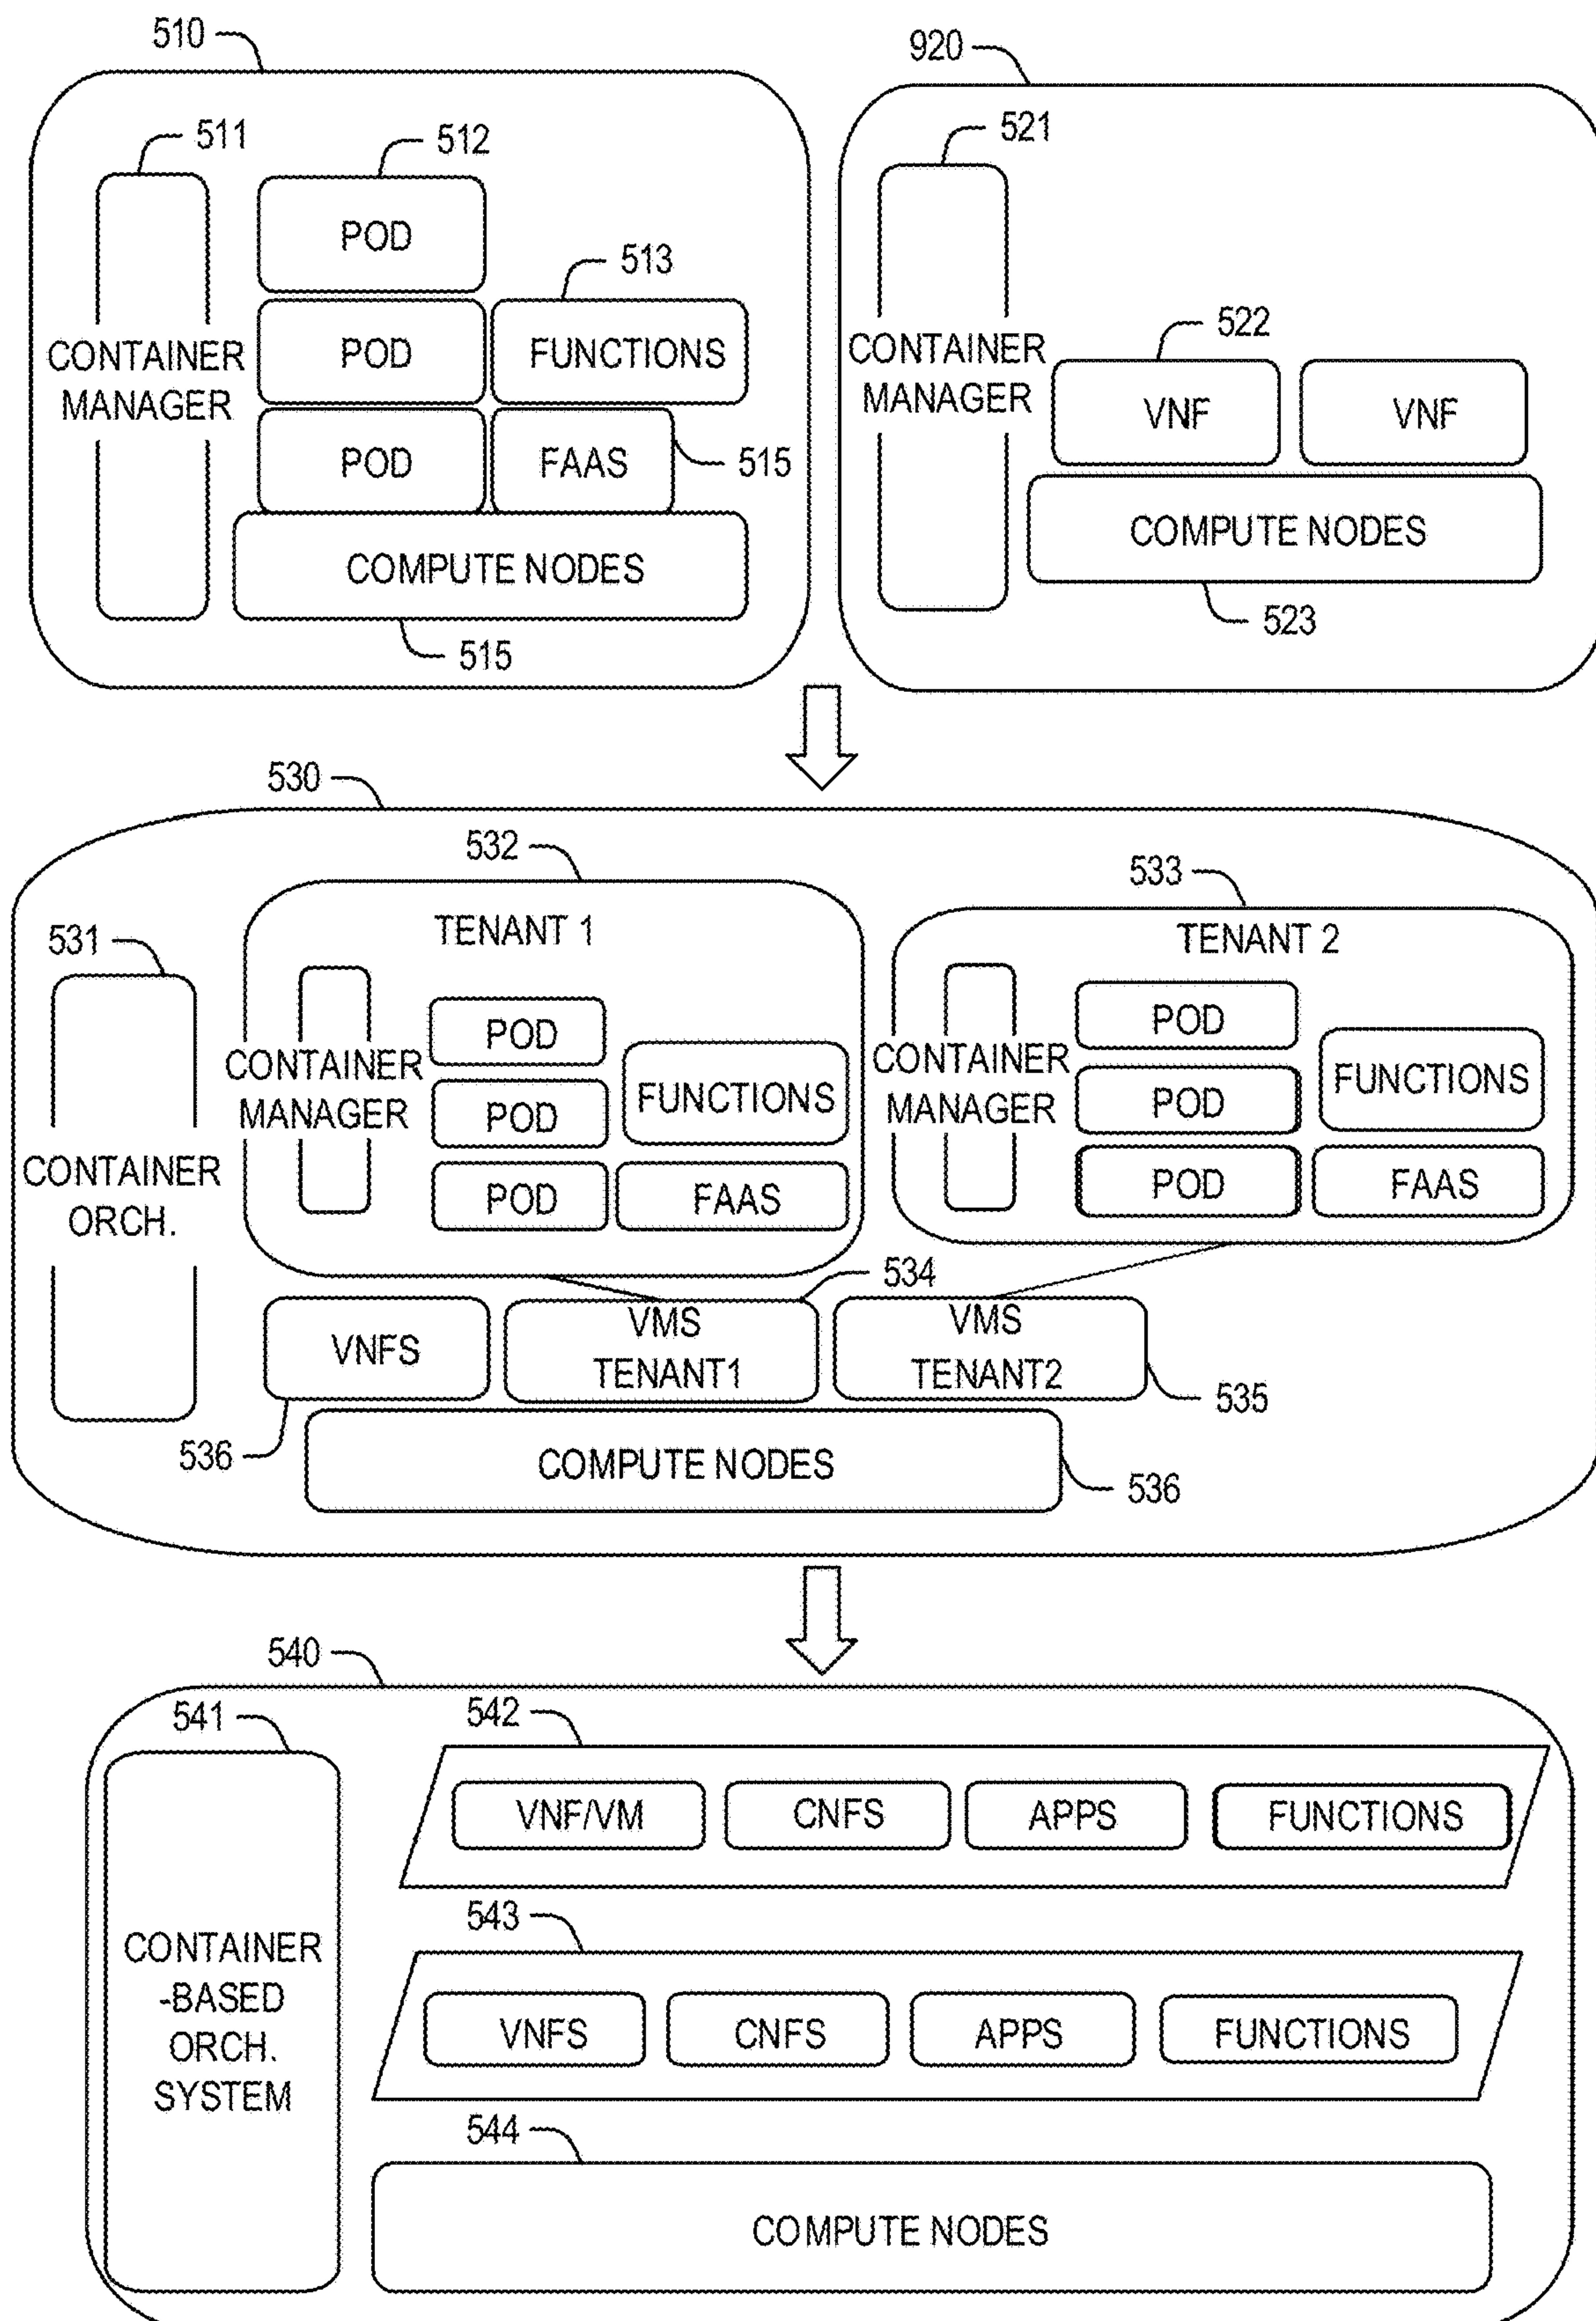 510
920
511
512
521
POD
513
522
CONTAINER
MANAGER
POD
FUNCTIONS
CONTAINER
MANAGER
VNF
VNF
POD
FAAS
515
COMPUTE NODES
COMPUTE NODES
515
523
530
532
533
531
TENANT 1
TENANT 2
POD
POD
CONTAINER
MANAGER
FUNCTIONS
CONTAINER
MANAGER
FUNCTIONS
POD
POD
CONTAINER
ORCH.
POD
FAAS
POD
FAAS
534
VNFS
VMS
TENANT1
VMS
TENANT2
535
536
COMPUTE NODES
536
540
541
542
VNF/VM
CNFS
APPS
FUNCTIONS
543
CONTAINER
-BASED
ORCH.
SYSTEM
VNFS
CNFS
APPS
FUNCTIONS
544
COMPUTE NODES